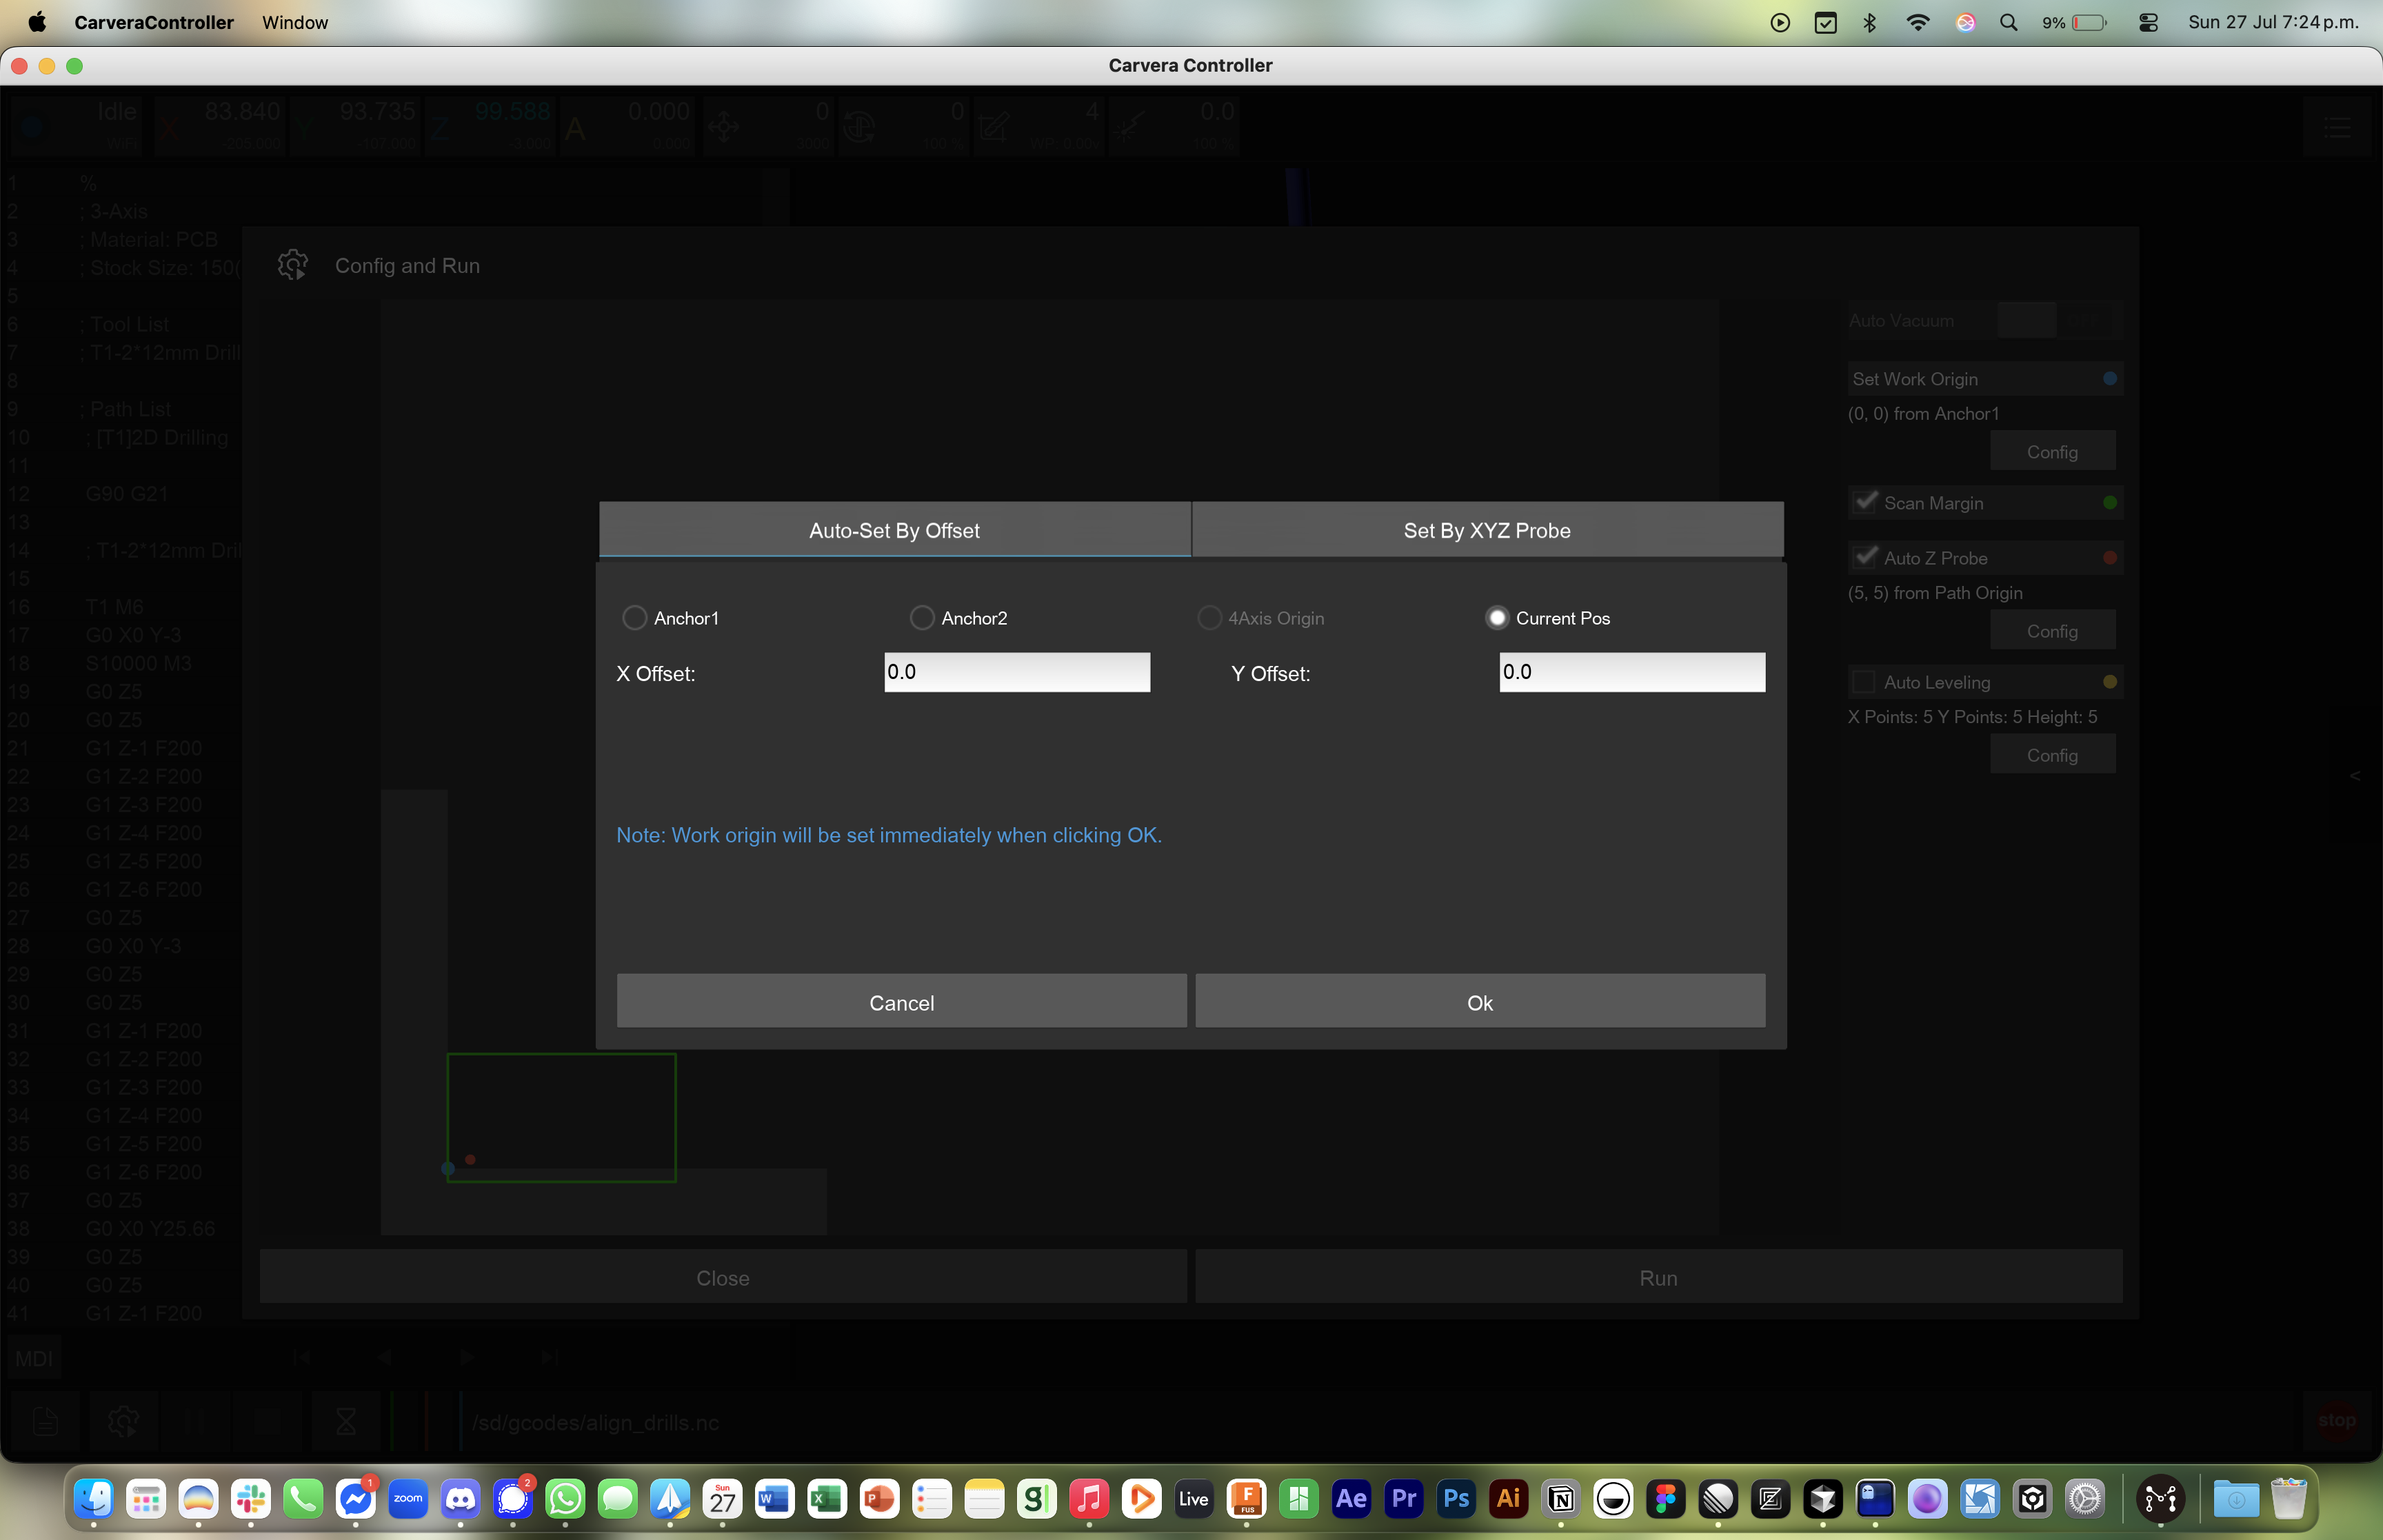 CarveraController Window 9% Sun 27 Jul 7:24 p.m.
Carvera Controller
Idle 83.840 93.735 99.588 0.000 0 0 4 0.0
WiFi X -205.000 Y -107.000 Z -3.000 A 0.000 3000 100 % WP: 0.00v 100 %
1 %
2 ; 3-Axis
3 ; Material: PCB
4 ; Stock Size: 150(
5
6 ; Tool List
7 ; T1-2*12mm Drill
8
9 ; Path List
10 ; [T1]2D Drilling
11
12 G90 G21
13
14 ; T1-2*12mm Dril
15
16 T1 M6
17 G0 X0 Y-3
18 S10000 M3
19 G0 Z5
20 G0 Z5
21 G1 Z-1 F200
22 G1 Z-2 F200
23 G1 Z-3 F200
24 G1 Z-4 F200
25 G1 Z-5 F200
26 G1 Z-6 F200
27 G0 Z5
28 G0 X0 Y-3
29 G0 Z5
30 G0 Z5
31 G1 Z-1 F200
32 G1 Z-2 F200
33 G1 Z-3 F200
34 G1 Z-4 F200
35 G1 Z-5 F200
36 G1 Z-6 F200
37 G0 Z5
38 G0 X0 Y25.66
39 G0 Z5
40 G0 Z5
41 G1 Z-1 F200
Config and Run
Auto Vacuum
Set Work Origin
(0, 0) from Anchor1
Config
Scan Margin
Auto Z Probe
(5, 5) from Path Origin
Config
Auto Leveling
X Points: 5 Y Points: 5 Height: 5
Config
<
Auto-Set By Offset Set By XYZ Probe
Anchor1 Anchor2 4Axis Origin Current Pos
X Offset: 0.0 Y Offset: 0.0
Note: Work origin will be set immediately when clicking OK.
Cancel Ok
Close Run
MDI
/sd/gcodes/align_drills.nc
stop
1 zoom 2 Sun 27 W X P g Live F FUS Ae Pr Ps Ai N